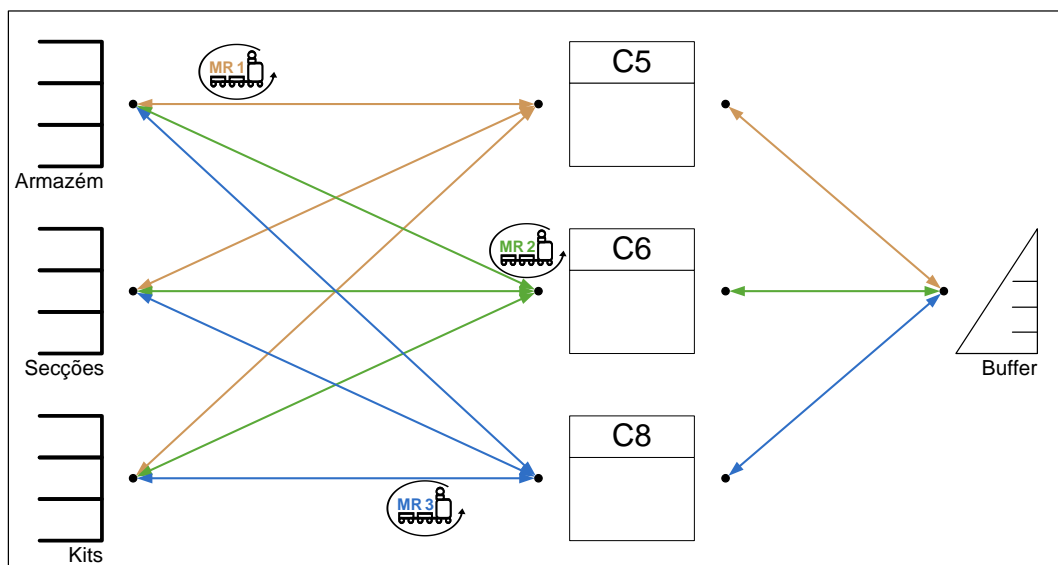 MR 1
C5
Armazém
MR 2
C6
Secções
Buffer
C8
MR 3
Kits